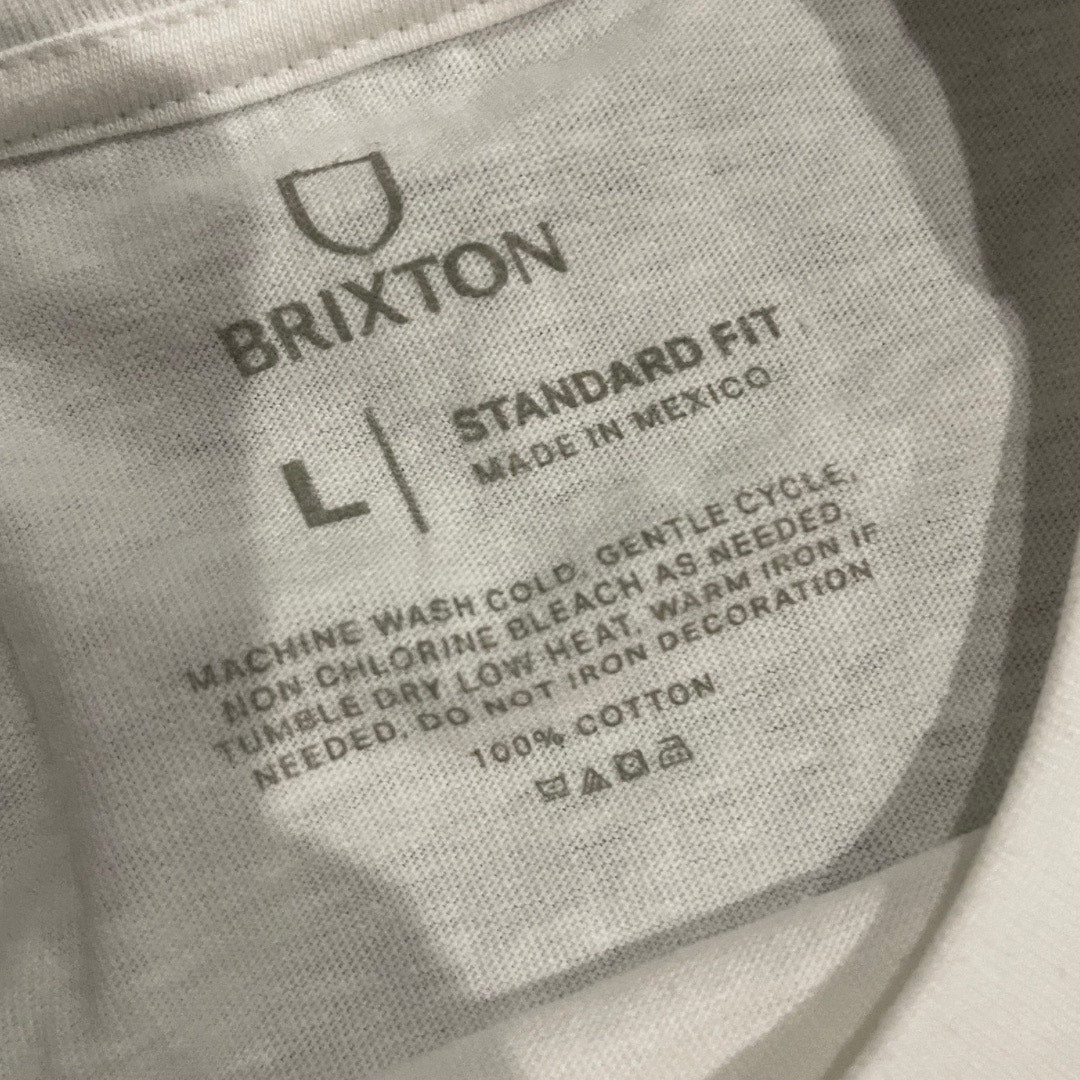 BRIXTON
L
STANDARD FIT
MADE IN MEXICO
MACHINE WASH COLD, GENTLE CYCLE,
NON CHLORINE BLEACH AS NEEDED,
TUMBLE DRY LOW HEAT, WARM IRON IF
NEEDED, DO NOT IRON DECORATION
100% COTTON